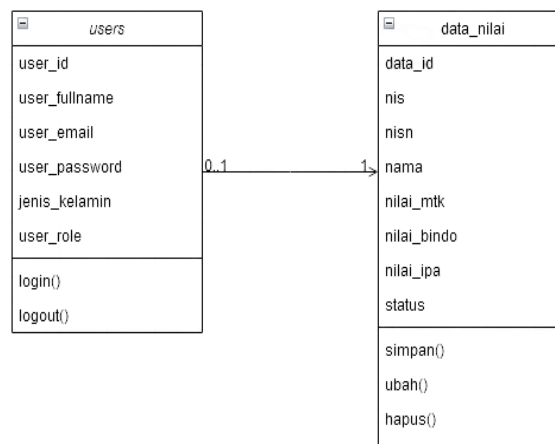 users
user_id
user_fullname
user_email
user_password
jenis_kelamin
user_role
login()
logout()
0..1
1
data_nilai
data_id
nis
nisn
nama
nilai_mtk
nilai_bindo
nilai_ipa
status
simpan()
ubah()
hapus()